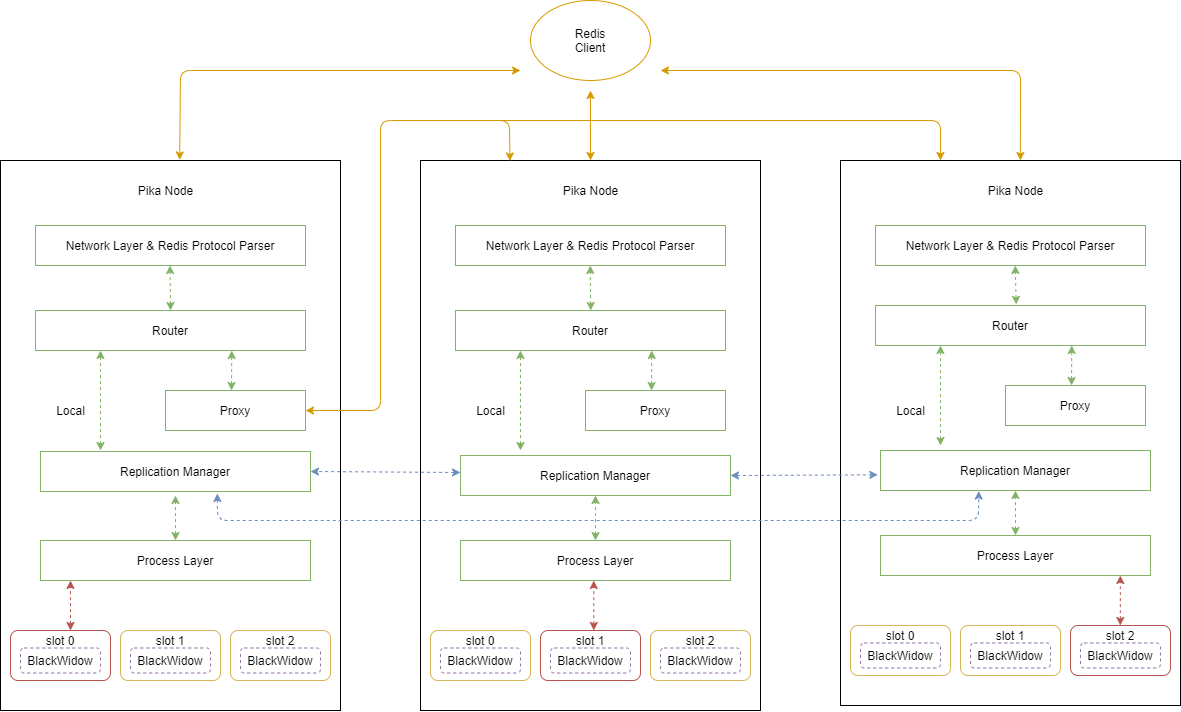 Redis
Client
Pika Node
Network Layer & Redis Protocol Parser
Router
Local
Proxy
Replication Manager
Process Layer
slot 0
BlackWidow
slot 1
BlackWidow
slot 2
BlackWidow
Pika Node
Network Layer & Redis Protocol Parser
Router
Local
Proxy
Replication Manager
Process Layer
slot 0
BlackWidow
slot 1
BlackWidow
slot 2
BlackWidow
Pika Node
Network Layer & Redis Protocol Parser
Router
Local
Proxy
Replication Manager
Process Layer
slot 0
BlackWidow
slot 1
BlackWidow
slot 2
BlackWidow